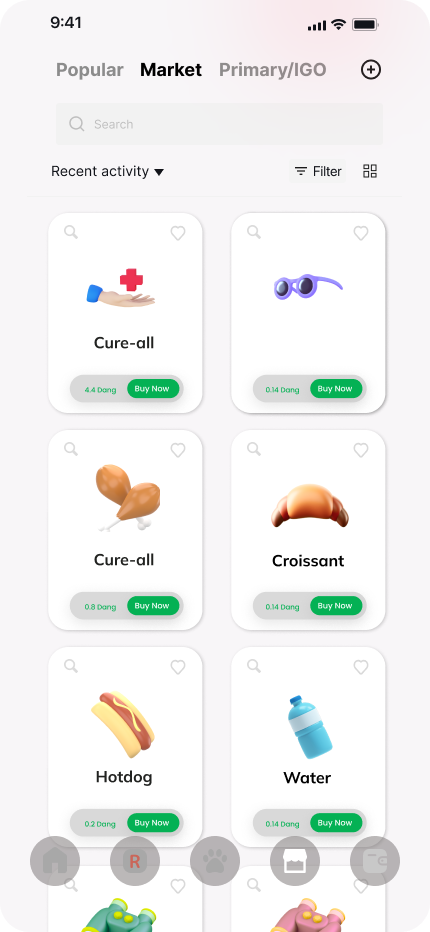 9:41
Popular Market Primary/IGO
Search
Recent activity Filter
Cure-all
4.4 Dang Buy Now
0.14 Dang Buy Now
Cure-all
0.8 Dang Buy Now
Croissant
0.14 Dang Buy Now
Hotdog
0.2 Dang Buy Now
Water
0.14 Dang Buy Now
R